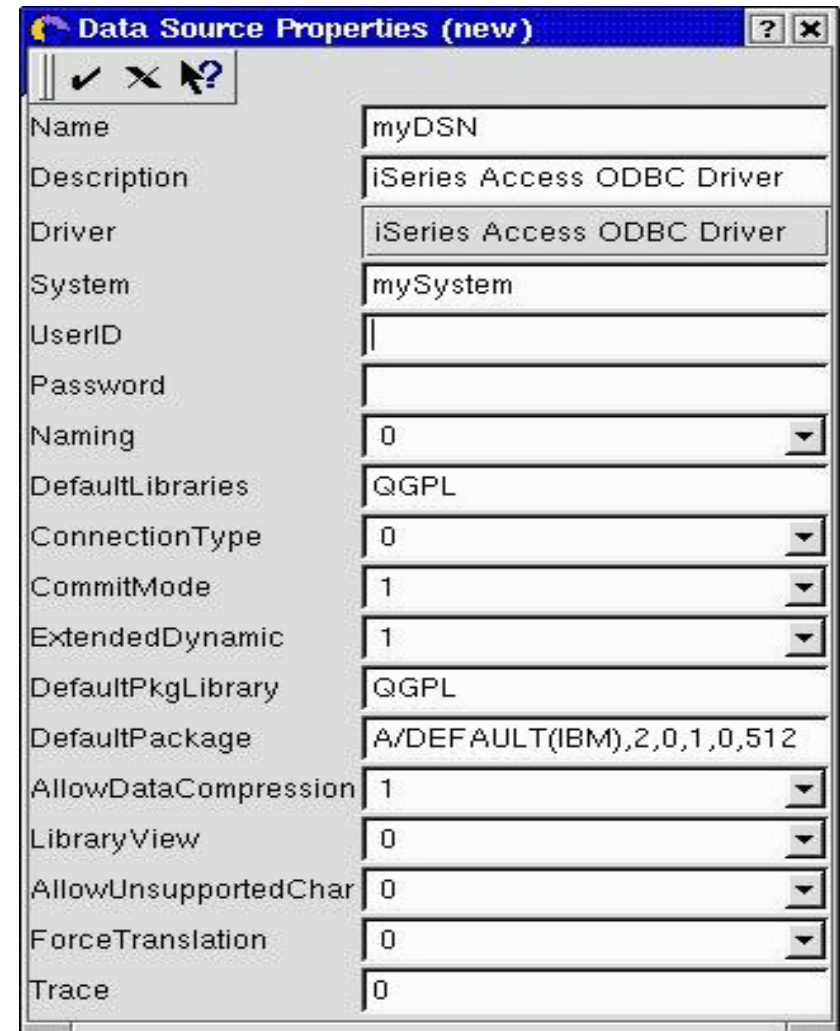 Data Source Properties (new)
Name myDSN
Description iSeries Access ODBC Driver
Driver iSeries Access ODBC Driver
System mySystem
UserID
Password
Naming 0
DefaultLibraries QGPL
ConnectionType 0
CommitMode 1
ExtendedDynamic 1
DefaultPkgLibrary QGPL
DefaultPackage A/DEFAULT(IBM),2,0,1,0,512
AllowDataCompression 1
LibraryView 0
AllowUnsupportedChar 0
ForceTranslation 0
Trace 0